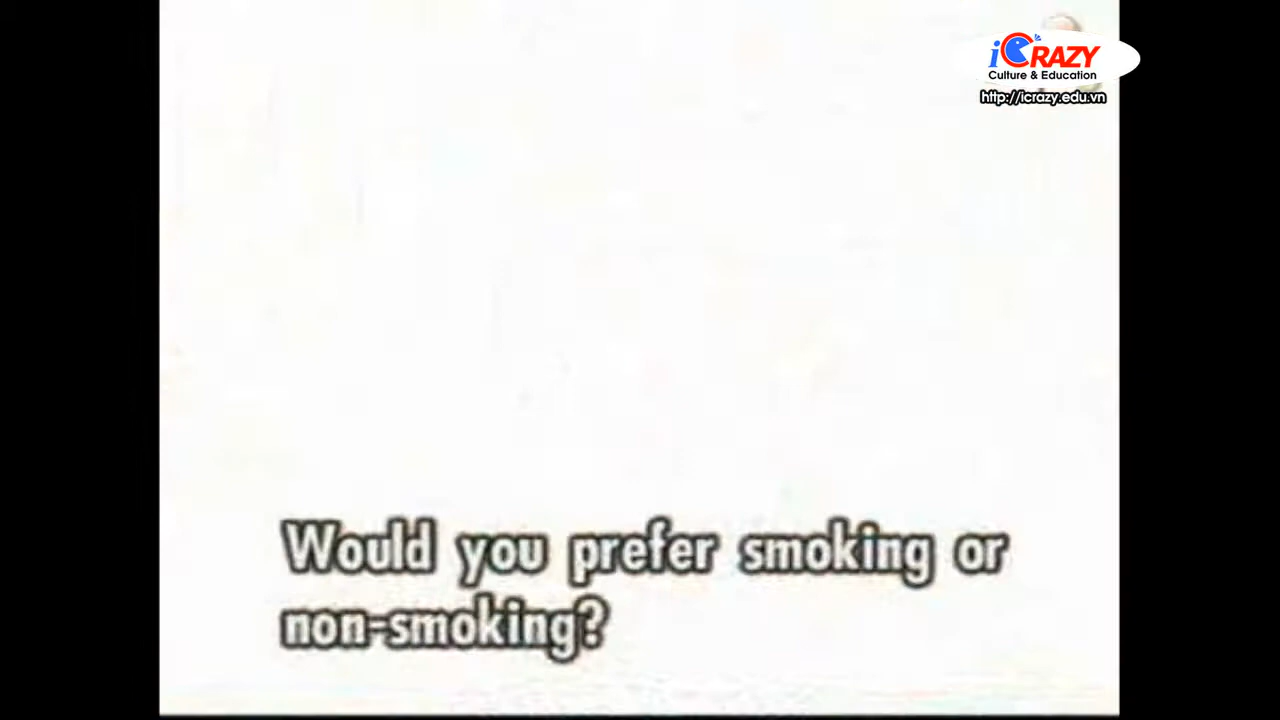 iCRAZY
Culture & Education
http://icrazy.edu.vn
Would you prefer smoking or
non-smoking?